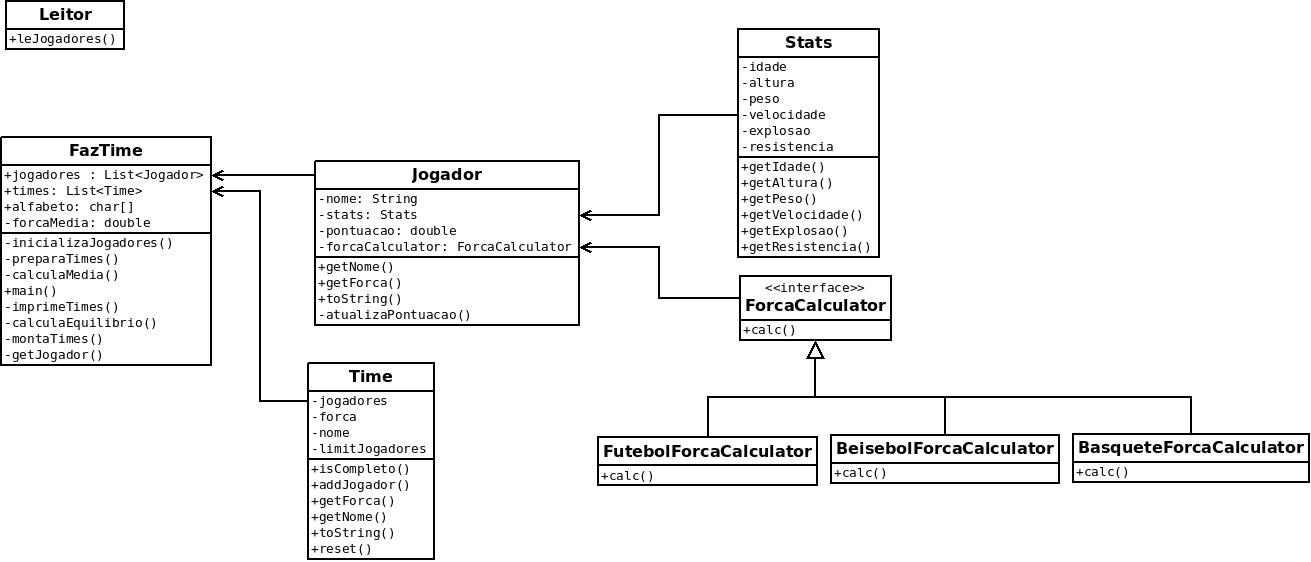 Leitor
+leJogadores()
FazTime
+jogadores : List<Jogador>
+times: List<Time>
+alfabeto: char[]
-forcaMedia: double
-inicializaJogadores()
-preparaTimes()
-calculaMedia()
+main()
-imprimeTimes()
-calculaEquilibrio()
-montaTimes()
-getJogador()
Jogador
-nome: String
-stats: Stats
-pontuacao: double
-forcaCalculator: ForcaCalculator
+getNome()
+getForca()
+toString()
-atualizaPontuacao()
Time
-jogadores
-forca
-nome
-limitJogadores
+isCompleto()
+addJogador()
+getForca()
+getNome()
+toString()
+reset()
Stats
-idade
-altura
-peso
-velocidade
-explosao
-resistencia
+getIdade()
+getAltura()
+getPeso()
+getVelocidade()
+getExplosao()
+getResistencia()
<<interface>>
ForcaCalculator
+calc()
FutebolForcaCalculator
+calc()
BeisebolForcaCalculator
+calc()
BasqueteForcaCalculator
+calc()